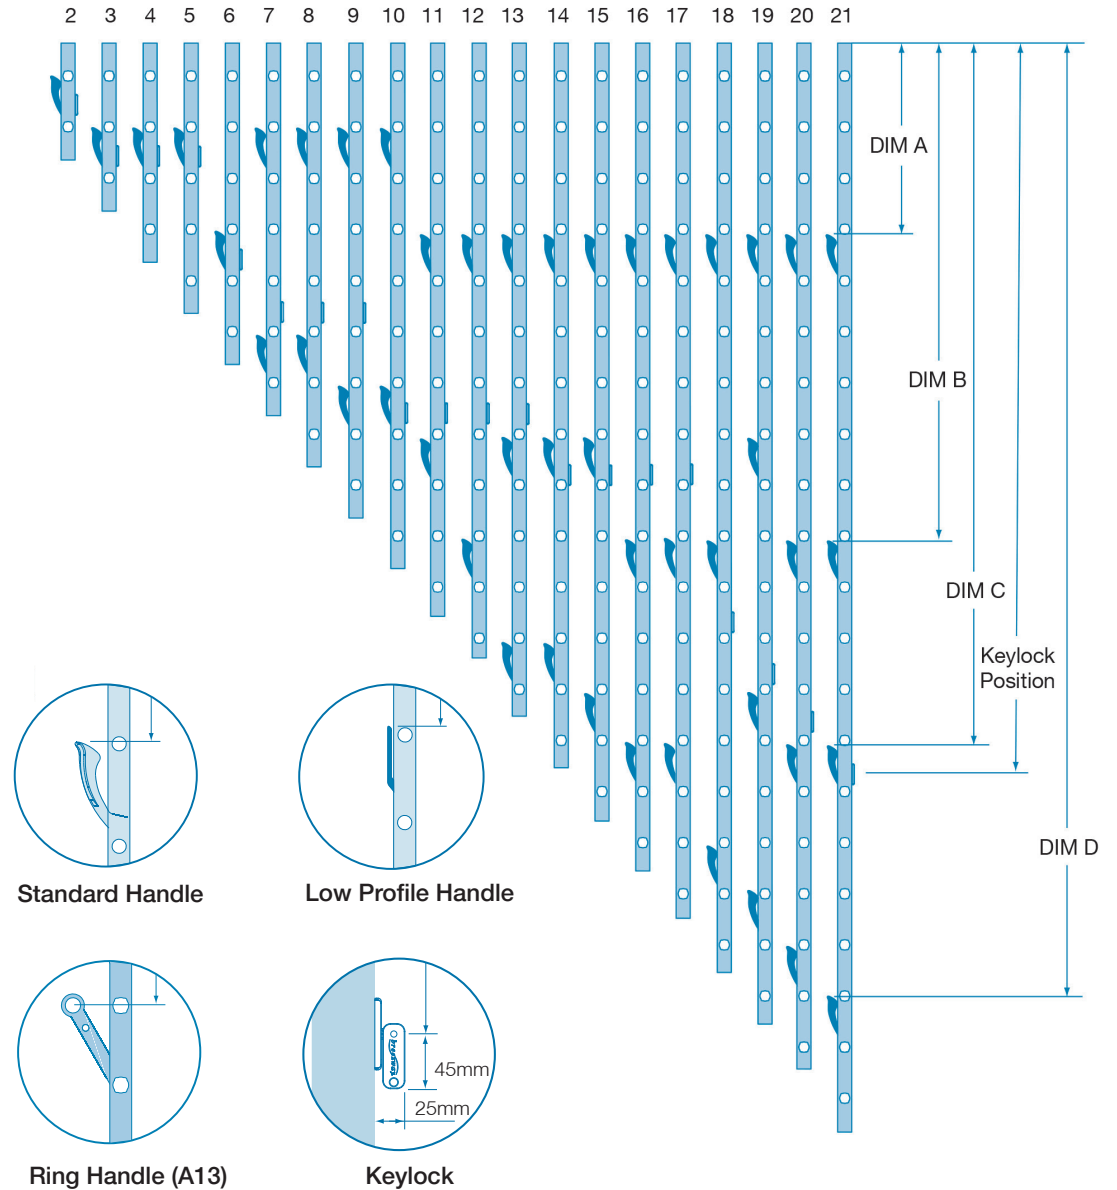 2 3 4 5 6 7 8 9 10 11 12 13 14 15 16 17 18 19 20 21
DIM A
DIM B
DIM C
Keylock
Position
DIM D
Standard Handle
Low Profile Handle
45mm
25mm
Ring Handle (A13)
Keylock